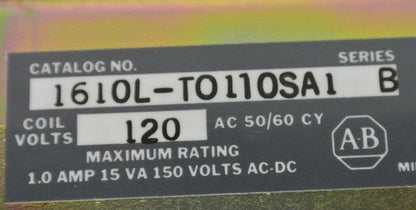 CATALOG NO. SERIES
1610L-TO110SA1 B
COIL VOLTS 120 AC 50/60 CY A-B
MAXIMUM RATING
1.0 AMP 15 VA 150 VOLTS AC-DC